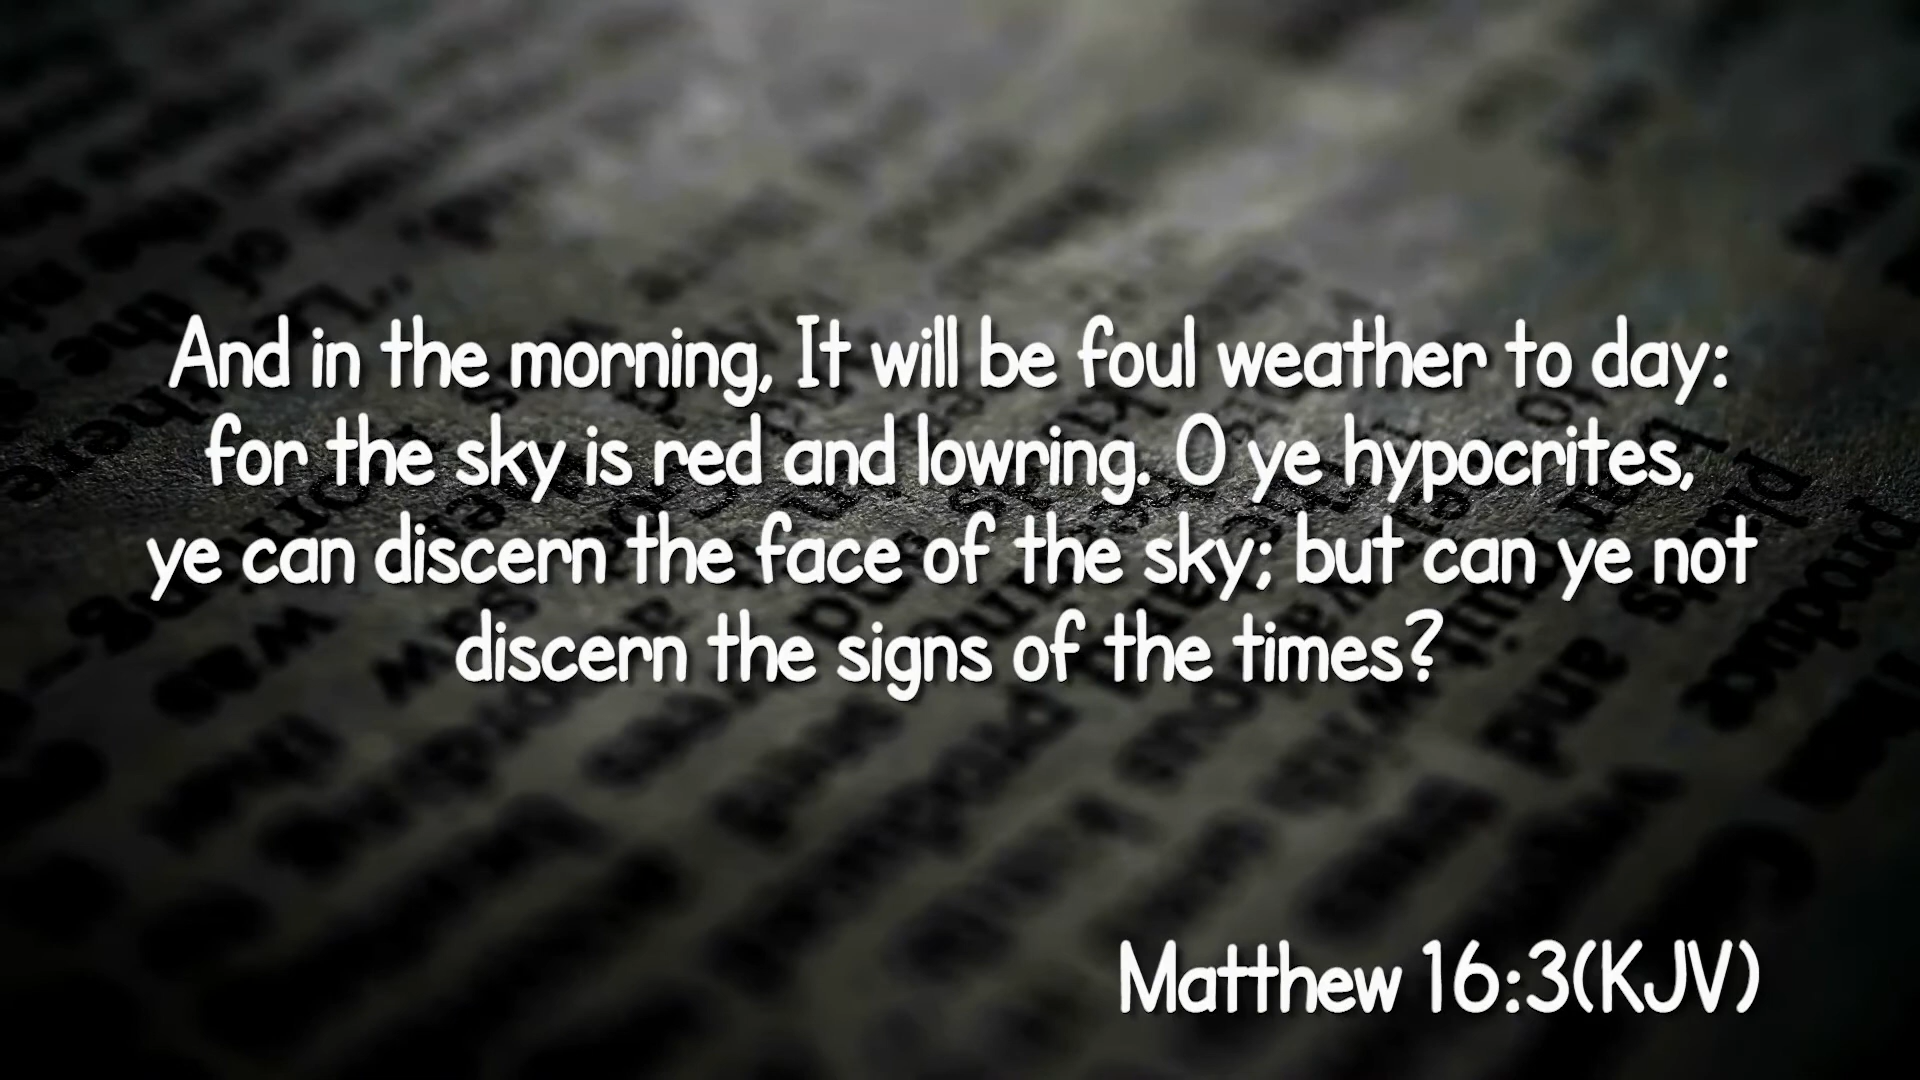 And in the morning, It will be foul weather to day:
for the sky is red and lowring. O ye hypocrites,
ye can discern the face of the sky; but can ye not
discern the signs of the times?
Matthew 16:3(KJV)